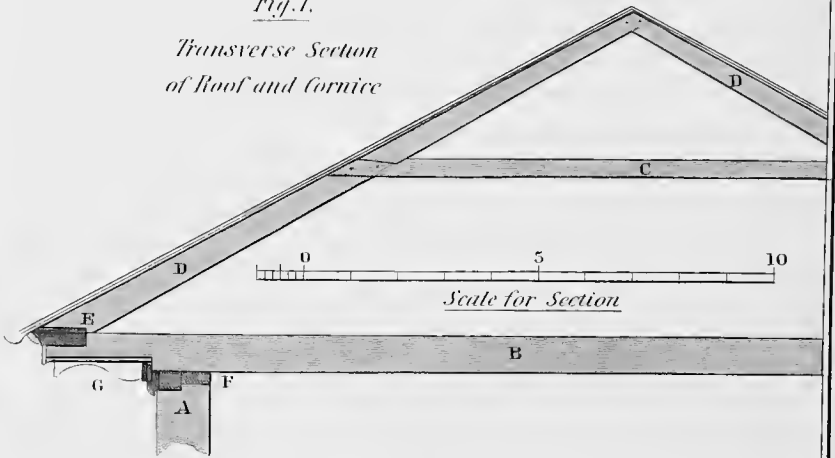 Fig. 1.
Transverse Section
of Roof and Cornice
D
C
0 5 10
D
Scale for Section
E
B
G
F
A